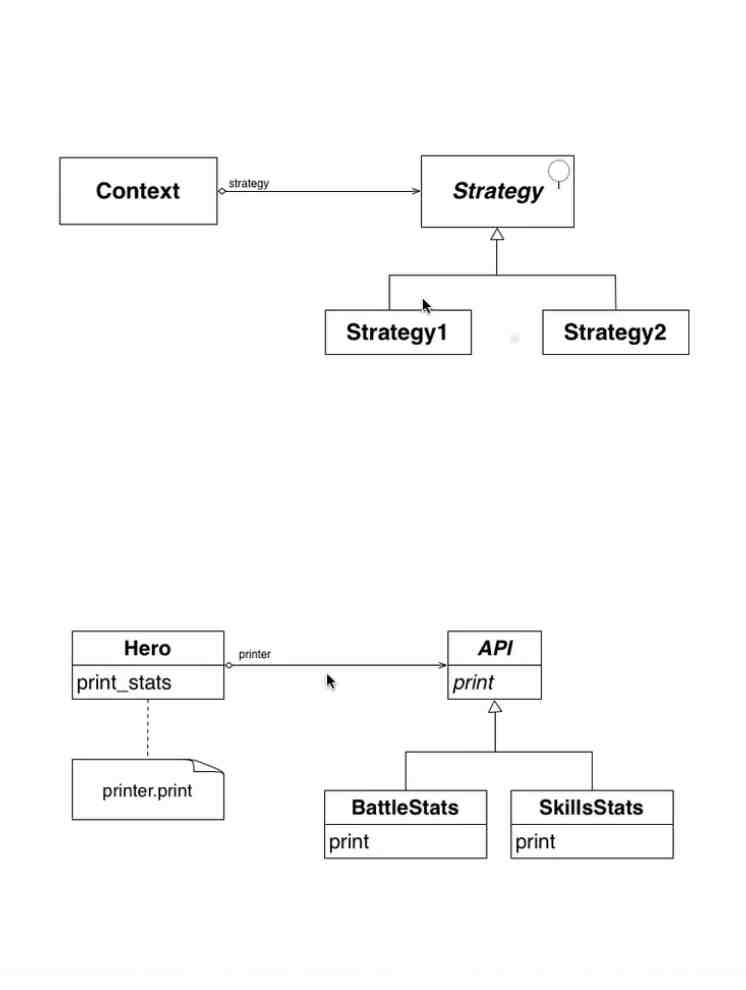 Context
strategy
Strategy
Strategy1
Strategy2
Hero
print_stats
printer
API
print
printer.print
BattleStats
print
SkillsStats
print